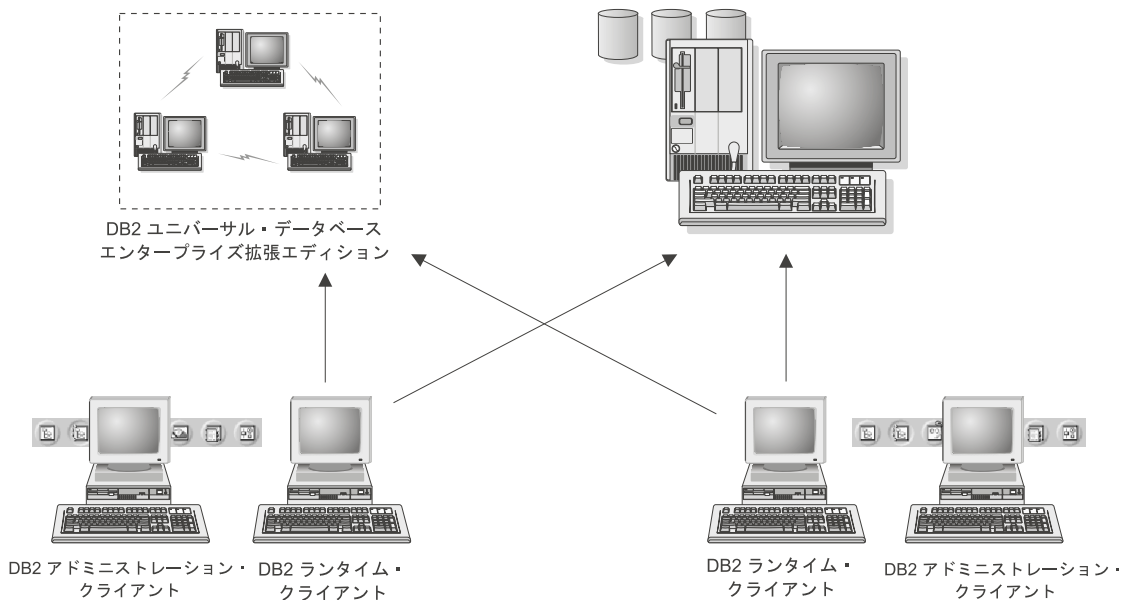 DB2 ユニバーサル・データベース
エンタープライズ拡張エディション
DB2 アドミニストレーション・
クライアント
DB2 ランタイム・
クライアント
DB2 ランタイム・
クライアント
DB2 アドミニストレーション・
クライアント